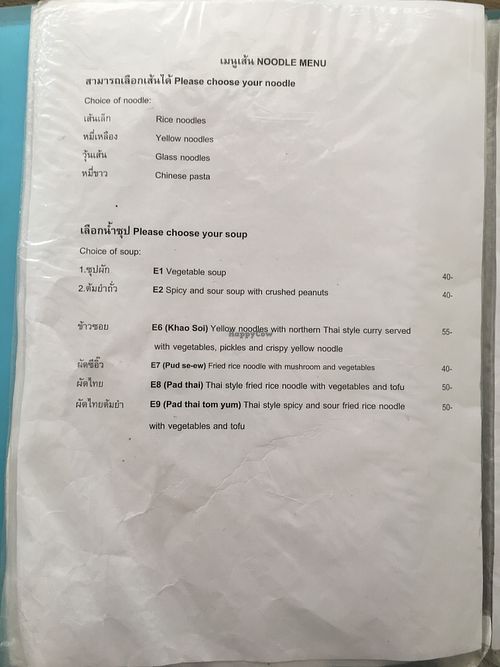 เมนูเส้น NOODLE MENU
สามารถเลือกเส้นได้ Please choose your noodle
Choice of noodle:
เส้นเล็ก Rice noodles
หมี่เหลือง Yellow noodles
วุ้นเส้น Glass noodles
หมี่ขาว Chinese pasta
เลือกน้ำซุป Please choose your soup
Choice of soup:
1.ซุปผัก E1 Vegetable soup 40-
2.ต้มยำถั่ว E2 Spicy and sour soup with crushed peanuts 40-
ข้าวซอย E6 (Khao Soi) Yellow noodles with northern Thai style curry served 55-
HappyCow
with vegetables, pickles and crispy yellow noodle
ผัดซีอิ๊ว E7 (Pud se-ew) Fried rice noodle with mushroom and vegetables 40-
ผัดไทย E8 (Pad thai) Thai style fried rice noodle with vegetables and tofu 50-
ผัดไทยต้มยำ E9 (Pad thai tom yum) Thai style spicy and sour fried rice noodle 50-
with vegetables and tofu